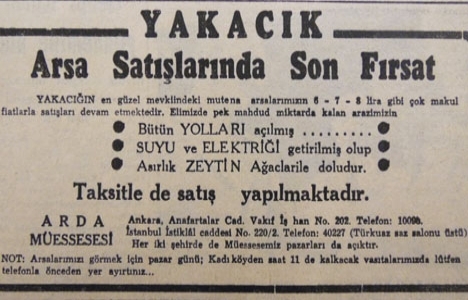 YAKACIK
Arsa Satışlarında Son Fırsat
YAKACIĞIN en güzel mevkiindeki mutena arsalarımızın 6 - 7 - 8 lira gibi çok makul
fiatlarla satışları devam etmektedir. Elimizde pek mahdud miktarda kalan arazimizin
● Bütün YOLLARI açılmış ......... ●
● SUYU ve ELEKTRİĞİ getirilmiş olup ●
● Asırlık ZEYTİN Ağaclarile doludur. ●
Taksitle de satış yapılmaktadır.
ARDA
MÜESSESESİ
Ankara, Anafartalar Cad. Vakıf İş han No. 202. Telefon: 10098.
İstanbul İstiklâl caddesi No. 220/2. Telefon: 40227 (Türkuaz saz salonu üstü)
Her iki şehirde de Müessesemiz pazarları da açıktır.
NOT: Arsalarımızı görmek için pazar günü; Kadıköyden saat 11 de kalkacak vasıtalarımızda lütfen
telefonla önceden yer ayırtınız...